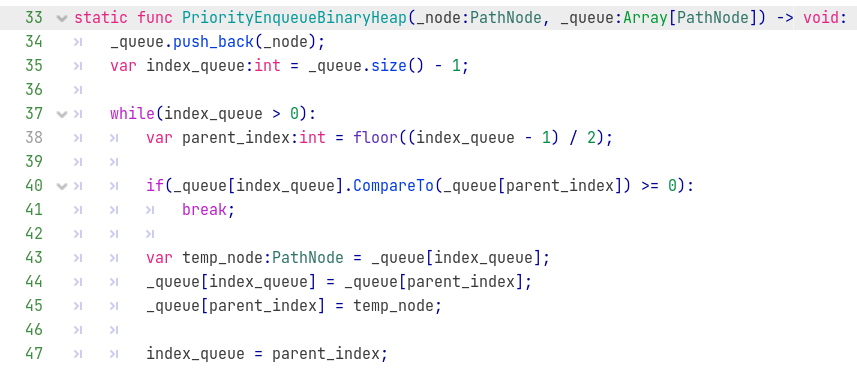 33 static func PriorityEnqueueBinaryHeap(_node:PathNode, _queue:Array[PathNode]) -> void:
34 _queue.push_back(_node);
35 var index_queue:int = _queue.size() - 1;
36
37 while(index_queue > 0):
38 var parent_index:int = floor((index_queue - 1) / 2);
39
40 if(_queue[index_queue].CompareTo(_queue[parent_index]) >= 0):
41 break;
42
43 var temp_node:PathNode = _queue[index_queue];
44 _queue[index_queue] = _queue[parent_index];
45 _queue[parent_index] = temp_node;
46
47 index_queue = parent_index;